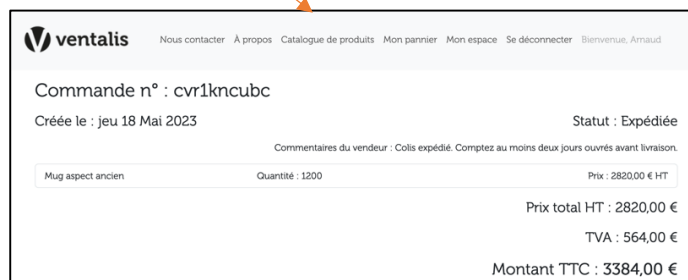 ventalis Nous contacter À propos Catalogue de produits Mon pannier Mon espace Se déconnecter Bienvenue, Arnaud
Commande n° : cvr1kncubc
Créée le : jeu 18 Mai 2023 Statut : Expédiée
Commentaires du vendeur : Colis expédié. Comptez au moins deux jours ouvrés avant livraison.
Mug aspect ancien Quantité : 1200 Prix : 2820,00 € HT
Prix total HT : 2820,00 €
TVA : 564,00 €
Montant TTC : 3384,00 €